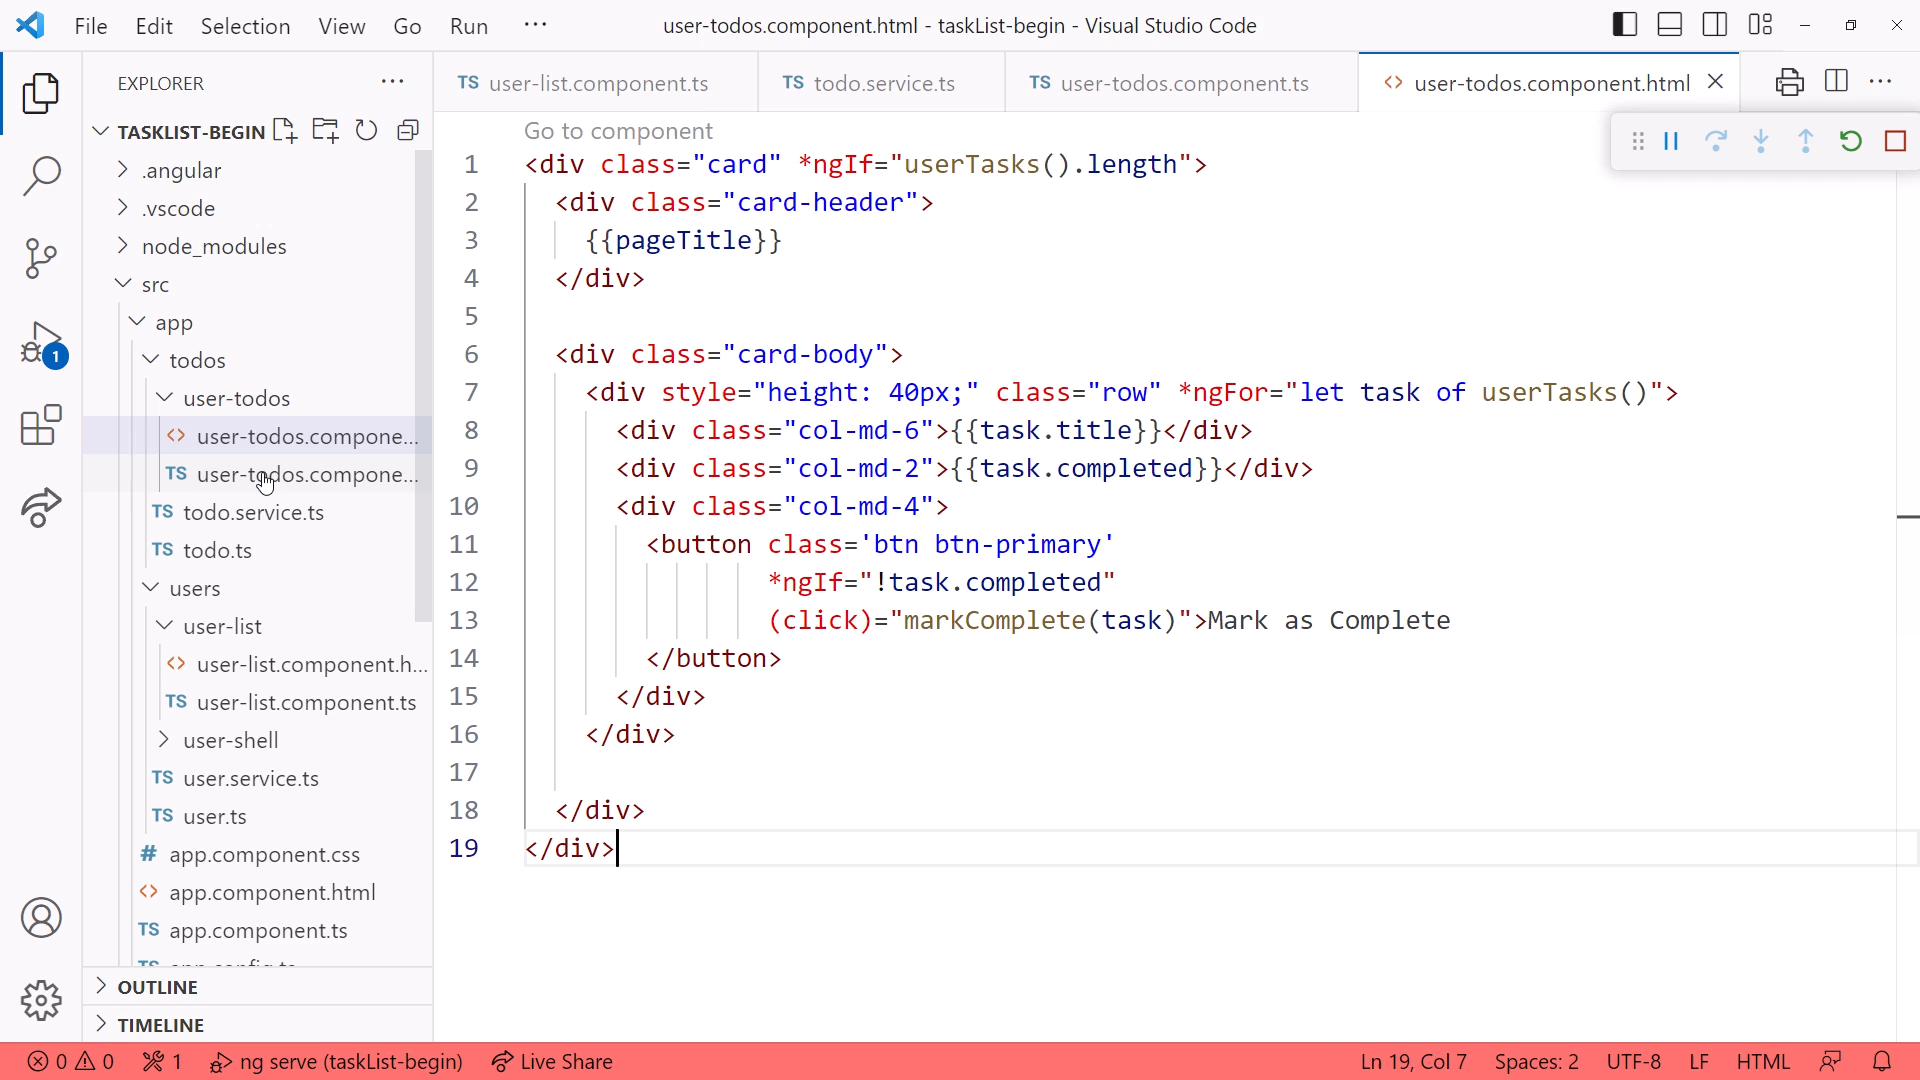 File Edit Selection View Go Run ··· user-todos.component.html - taskList-begin - Visual Studio Code
EXPLORER ···
TS user-list.component.ts TS todo.service.ts TS user-todos.component.ts <> user-todos.component.html ···
TASKLIST-BEGIN
.angular
.vscode
node_modules
src
app
todos
user-todos
<> user-todos.compone...
TS user-todos.compone...
TS todo.service.ts
TS todo.ts
users
user-list
<> user-list.component.h...
TS user-list.component.ts
user-shell
TS user.service.ts
TS user.ts
# app.component.css
<> app.component.html
TS app.component.ts
TS app.config.ts
OUTLINE
TIMELINE
1
Go to component
1 <div class="card" *ngIf="userTasks().length">
2 <div class="card-header">
3 {{pageTitle}}
4 </div>
5
6 <div class="card-body">
7 <div style="height: 40px;" class="row" *ngFor="let task of userTasks()">
8 <div class="col-md-6">{{task.title}}</div>
9 <div class="col-md-2">{{task.completed}}</div>
10 <div class="col-md-4">
11 <button class='btn btn-primary'
12 *ngIf="!task.completed"
13 (click)="markComplete(task)">Mark as Complete
14 </button>
15 </div>
16 </div>
17
18 </div>
19 </div>
0 0 1 ng serve (taskList-begin) Live Share Ln 19, Col 7 Spaces: 2 UTF-8 LF HTML